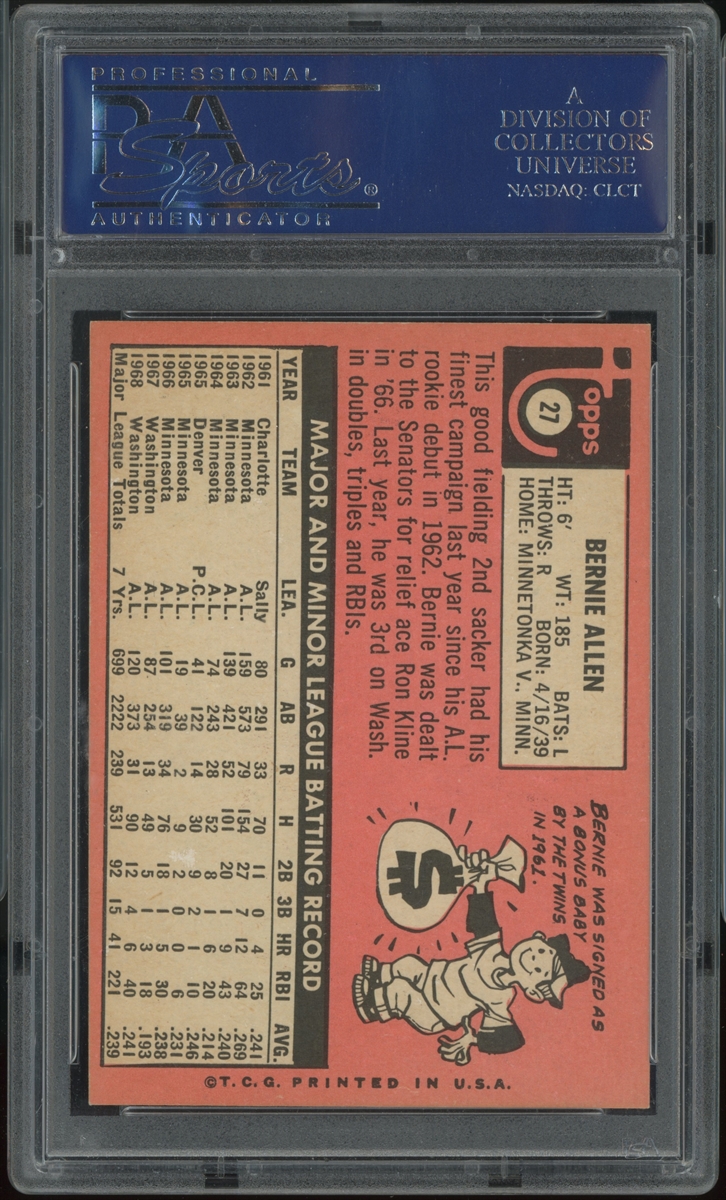 PROFESSIONAL
PSA
Sports®
AUTHENTICATOR
A
DIVISION OF
COLLECTORS
UNIVERSE
NASDAQ: CLCT
Topps
27
BERNIE ALLEN
HT: 6' WT: 185 BATS: L
THROWS: R BORN: 4/16/39
HOME: MINNETONKA V., MINN.
This good fielding 2nd sacker had his
finest campaign last year since his A.L.
rookie debut in 1962. Bernie was dealt
to the Senators for relief ace Ron Kline
in '66. Last year, he was 3rd on Wash.
in doubles, triples and RBIs.
BERNIE WAS SIGNED AS
A BONUS BABY
BY THE TWINS
IN 1961.
$
MAJOR AND MINOR LEAGUE BATTING RECORD
YEAR TEAM LEA. G AB R H 2B 3B HR RBI AVG.
1961 Charlotte Sally 80 291 33 70 11 0 4 25 .241
1962 Minnesota A.L. 159 573 79 154 27 7 12 64 .269
1963 Minnesota A.L. 139 421 52 101 20 1 9 43 .240
1964 Minnesota A.L. 74 243 28 52 8 1 6 20 .214
1965 Denver P.C.L. 41 122 14 30 9 2 1 10 .246
1965 Minnesota A.L. 19 39 2 9 2 0 0 6 .231
1966 Minnesota A.L. 101 319 34 76 18 1 5 30 .238
1967 Washington A.L. 87 254 13 49 5 1 3 18 .193
1968 Washington A.L. 120 373 31 90 12 4 6 40 .241
Major League Totals 7 Yrs. 699 2222 239 531 92 15 41 221 .239
©T.C.G. PRINTED IN U.S.A.